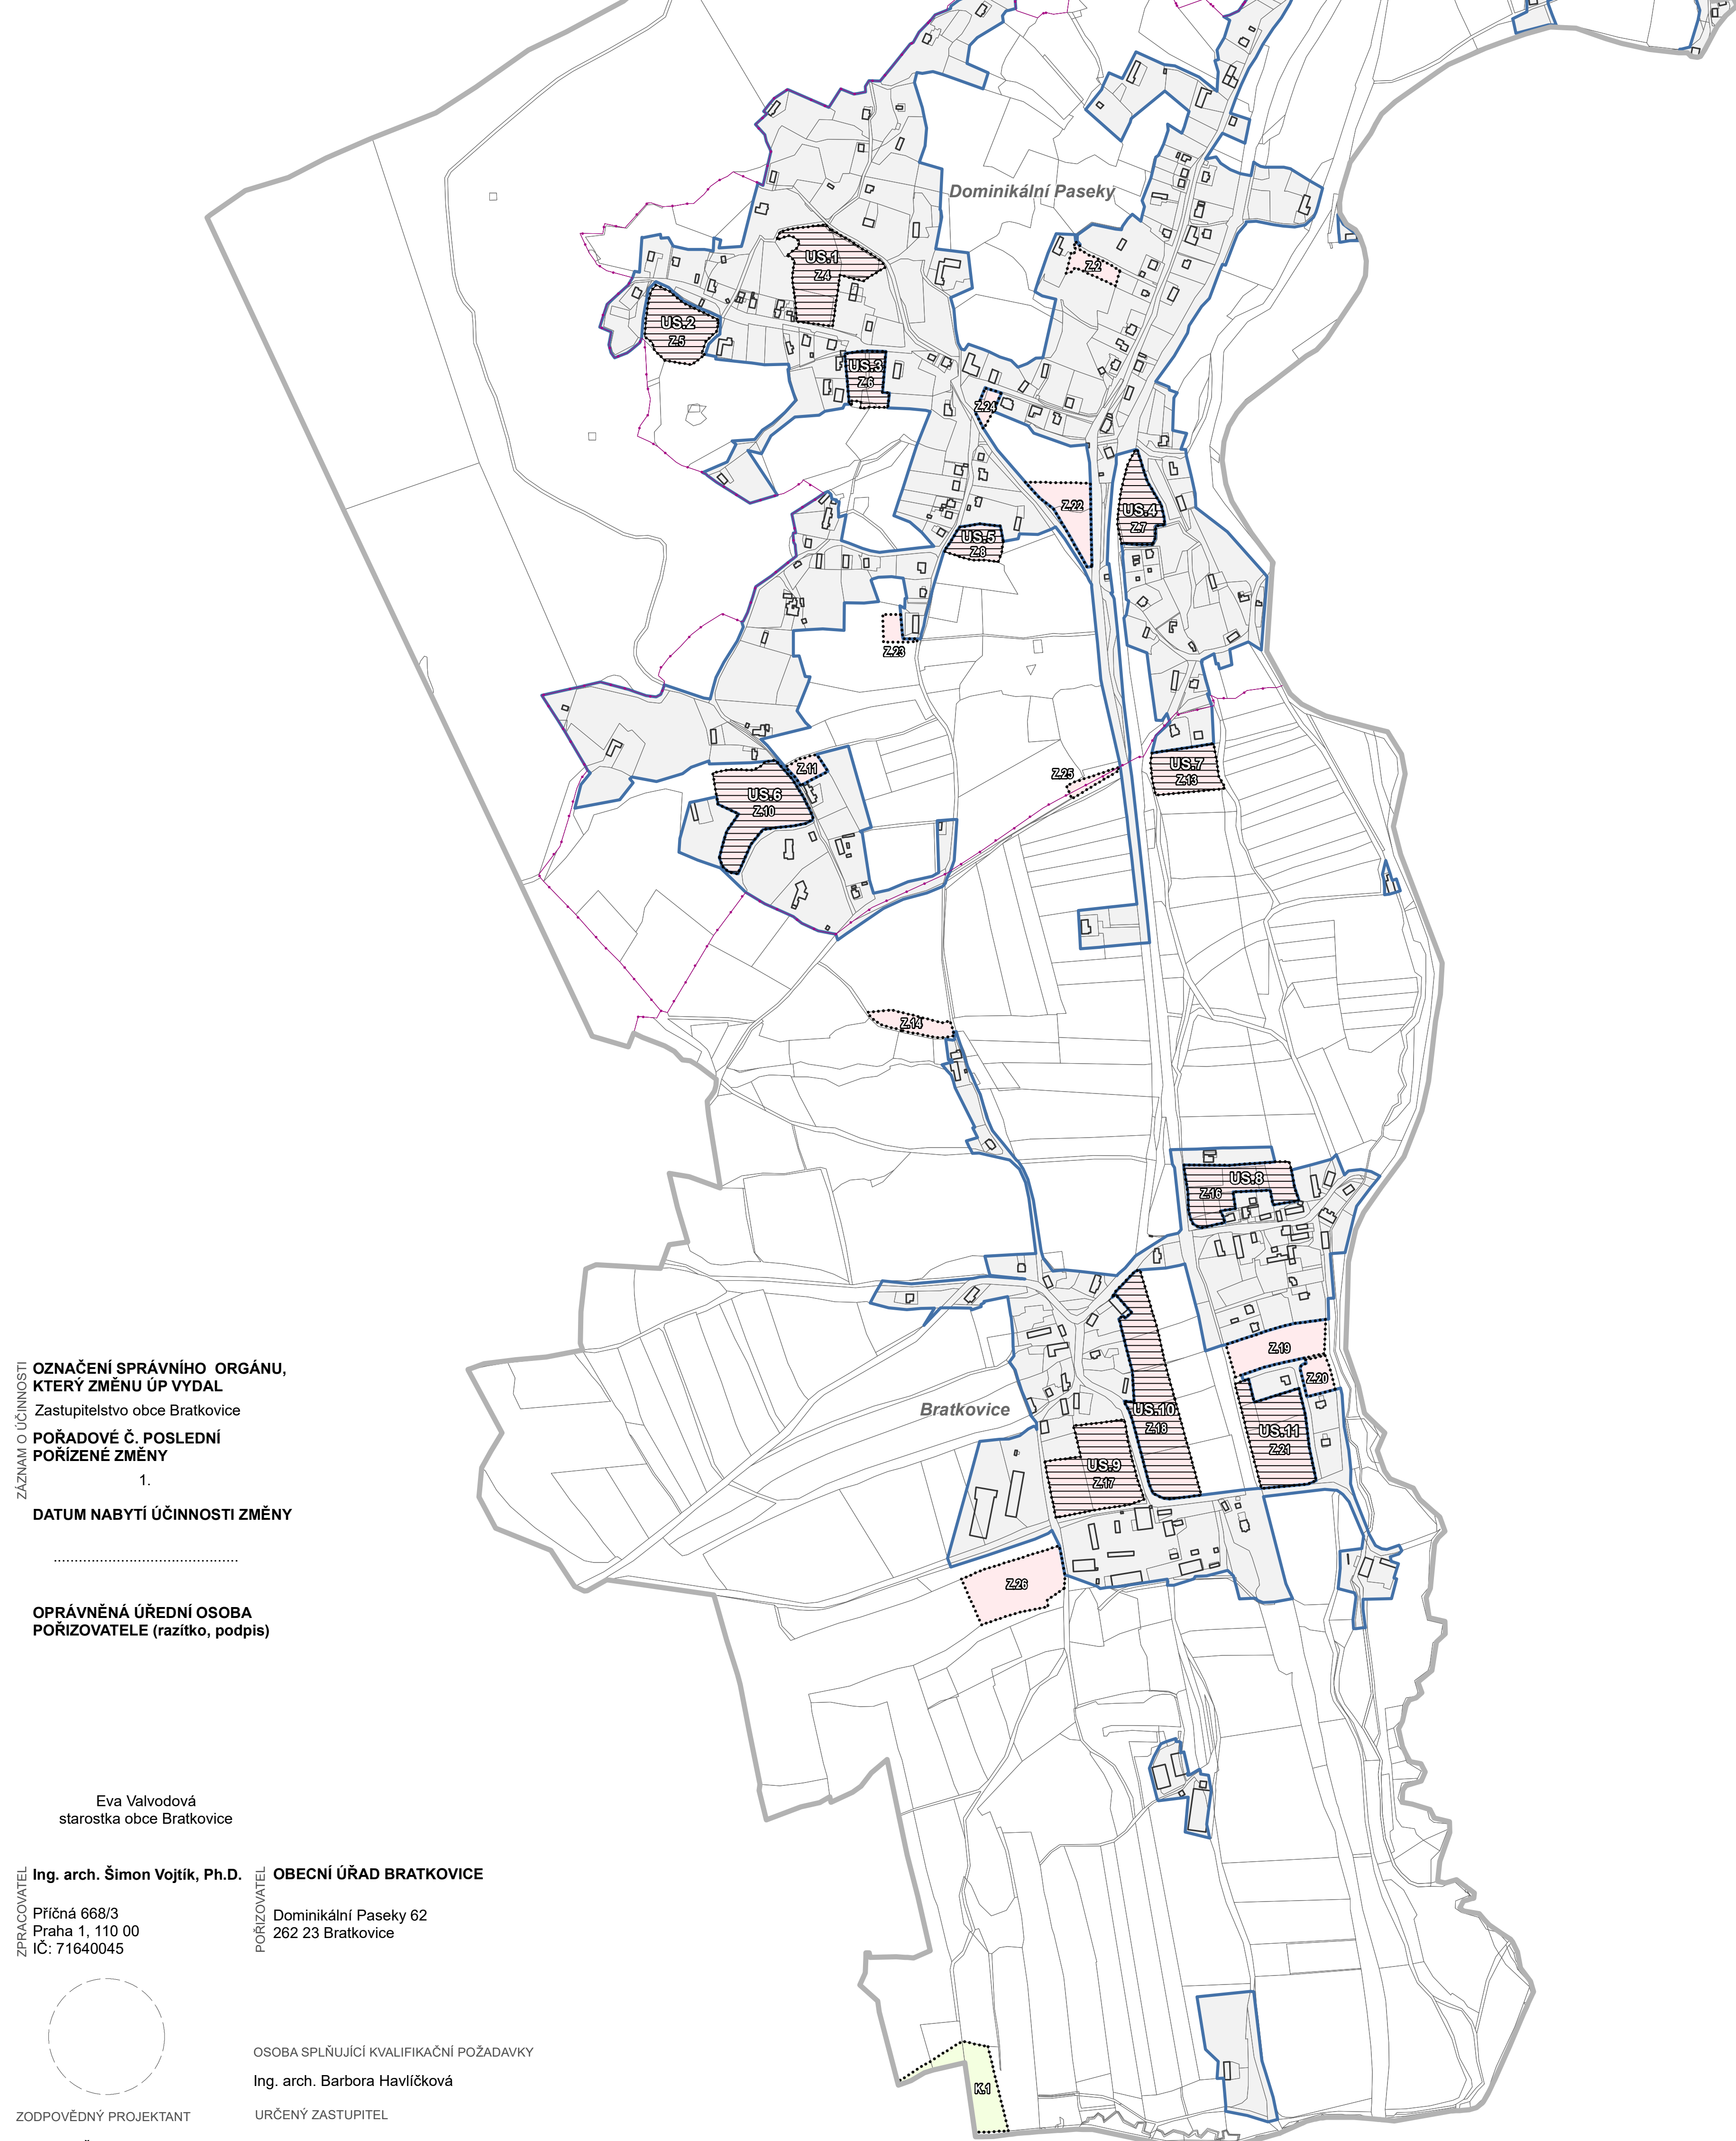 Dominikální Paseky
US.1
Z.4
Z.2
US.2
Z.5
US.3
Z.6
Z.24
Z.22
US.4
Z.7
US.5
Z.8
Z.23
Z.11
US.6
Z.10
Z.25
US.7
Z.13
Z.14
US.8
Z.16
Z.19
Z.20
Bratkovice
US.10
Z.18
US.11
Z.21
US.9
Z.17
Z.26
K.1
ZÁZNAM O ÚČINNOSTI
OZNAČENÍ SPRÁVNÍHO ORGÁNU,
KTERÝ ZMĚNU ÚP VYDAL
Zastupitelstvo obce Bratkovice
POŘADOVÉ Č. POSLEDNÍ
POŘÍZENÉ ZMĚNY
1.
DATUM NABYTÍ ÚČINNOSTI ZMĚNY
............................................
OPRÁVNĚNÁ ÚŘEDNÍ OSOBA
POŘIZOVATELE (razítko, podpis)
Eva Valvodová
starostka obce Bratkovice
ZPRACOVATEL
Ing. arch. Šimon Vojtík, Ph.D.
Příčná 668/3
Praha 1, 110 00
IČ: 71640045
POŘIZOVATEL
OBECNÍ ÚŘAD BRATKOVICE
Dominikální Paseky 62
262 23 Bratkovice
OSOBA SPLŇUJÍCÍ KVALIFIKAČNÍ POŽADAVKY
Ing. arch. Barbora Havlíčková
ZODPOVĚDNÝ PROJEKTANT
URČENÝ ZASTUPITEL